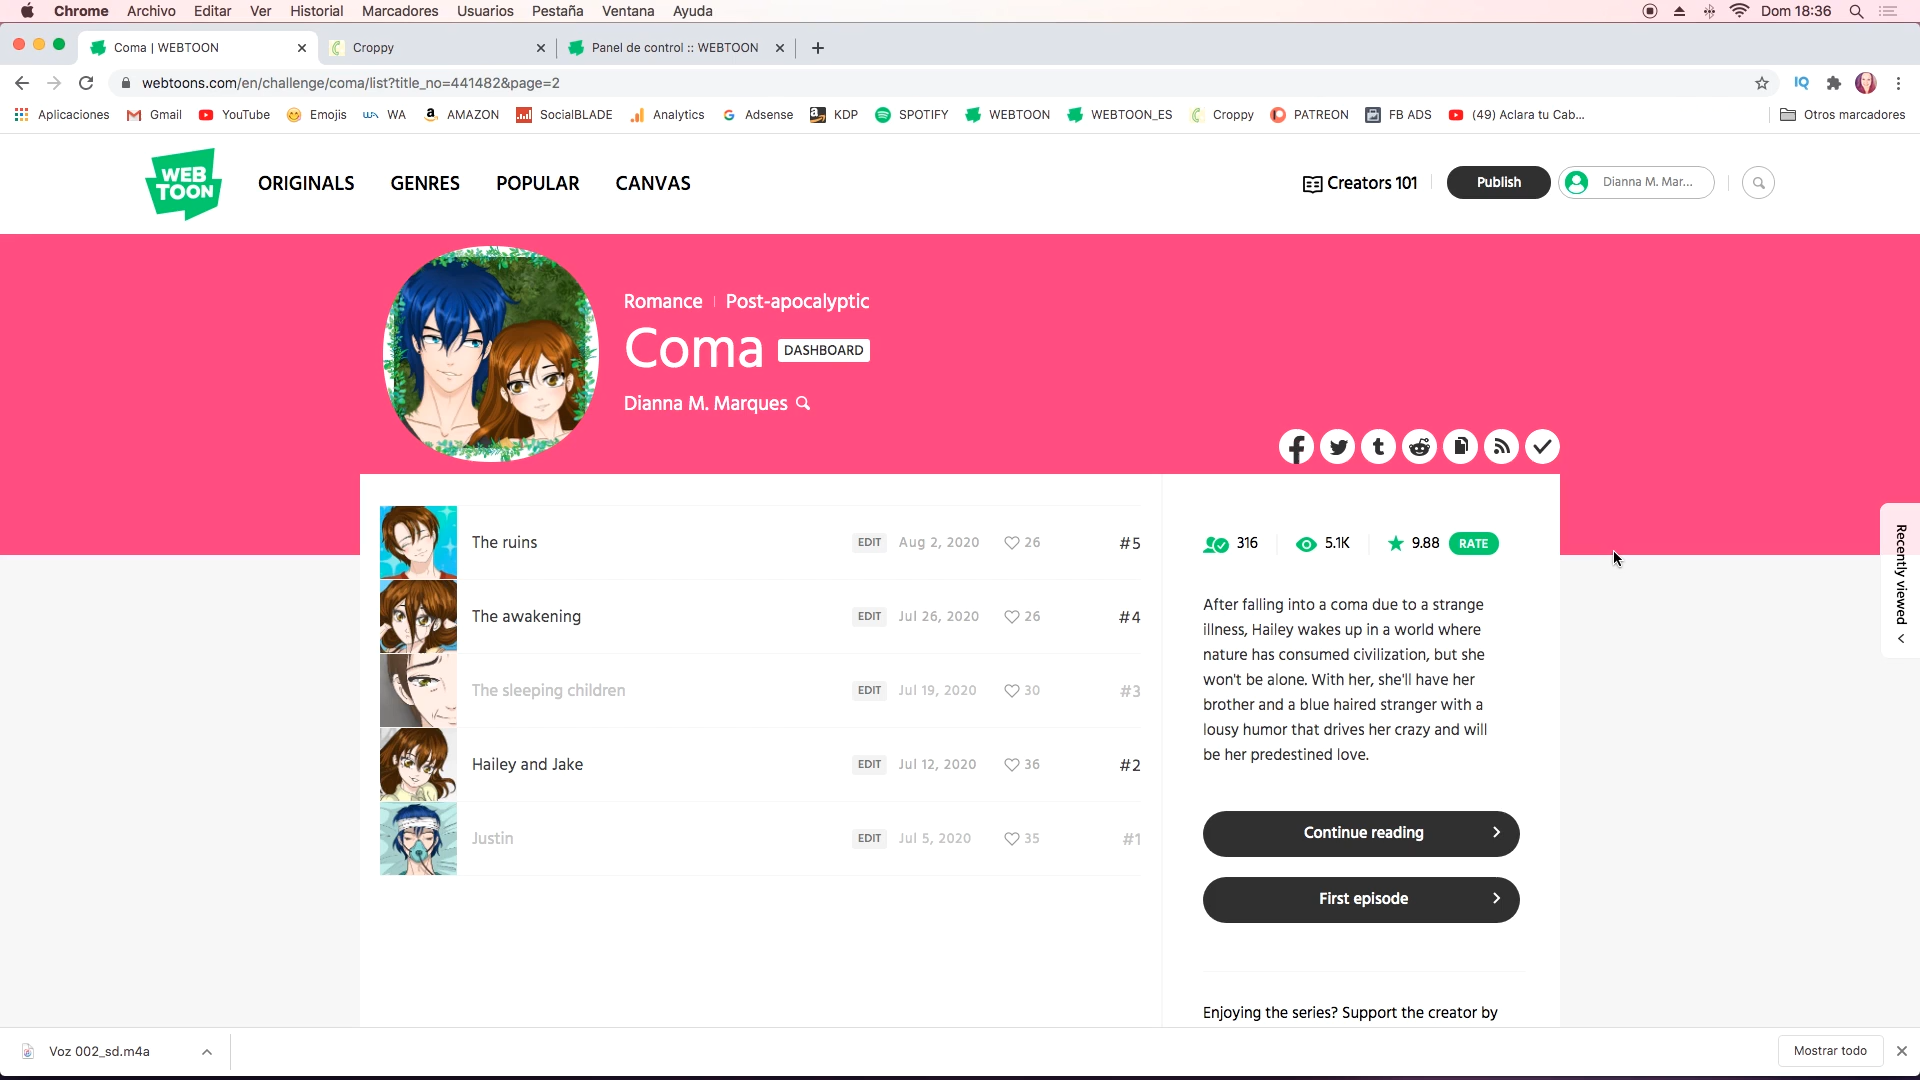 Chrome Archivo Editar Ver Historial Marcadores Usuarios Pestaña Ventana Ayuda Dom 18:36
Coma | WEBTOON Croppy Panel de control :: WEBTOON
webtoons.com/en/challenge/coma/list?title_no=441482&page=2 IQ
Aplicaciones Gmail YouTube Emojis WA AMAZON SocialBLADE Analytics Adsense KDP SPOTIFY WEBTOON WEBTOON_ES Croppy PATREON FB ADS (49) Aclara tu Cab... Otros marcadores
WEB
TOON
ORIGINALS GENRES POPULAR CANVAS Creators 101 Publish Dianna M. Mar...
Romance | Post-apocalyptic
Coma DASHBOARD
Dianna M. Marques
Recently viewed
The ruins EDIT Aug 2, 2020 26 #5
The awakening EDIT Jul 26, 2020 26 #4
The sleeping children EDIT Jul 19, 2020 30 #3
Hailey and Jake EDIT Jul 12, 2020 36 #2
Justin EDIT Jul 5, 2020 35 #1
316 5.1K 9.88 RATE
After falling into a coma due to a strange
illness, Hailey wakes up in a world where
nature has consumed civilization, but she
won't be alone. With her, she'll have her
brother and a blue haired stranger with a
lousy humor that drives her crazy and will
be her predestined love.
Continue reading
First episode
Enjoying the series? Support the creator by
Voz 002_sd.m4a Mostrar todo